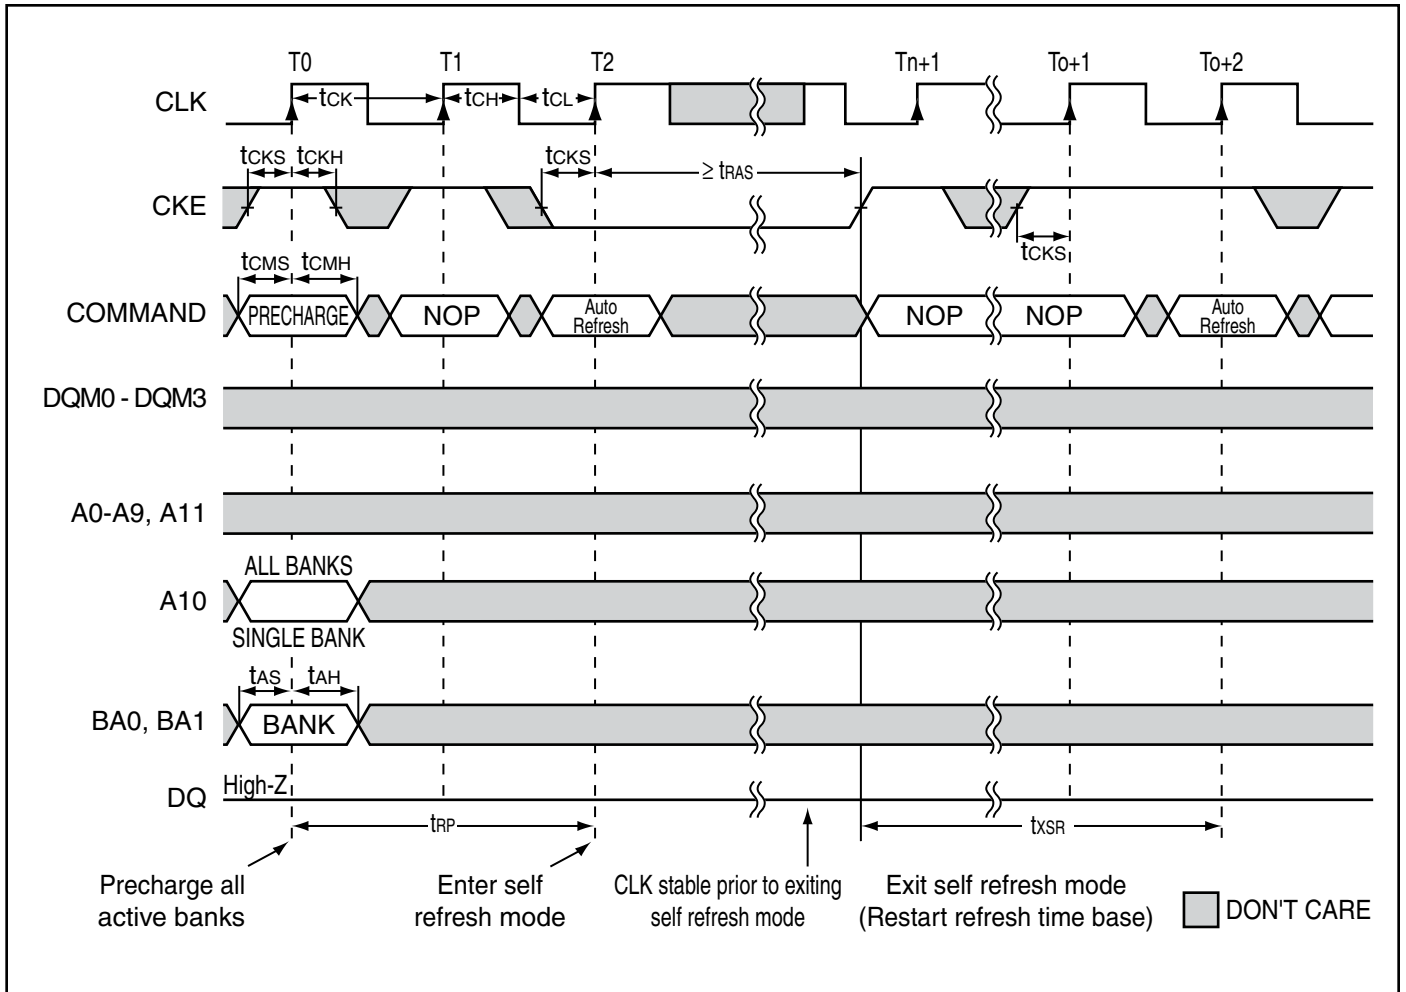 T0 T1 T2 Tn+1 To+1 To+2
CLK tCK tCH tCL
tCKS tCKH tCKS ≥ tRAS
CKE
tCKS
tCMS tCMH
COMMAND PRECHARGE NOP Auto Refresh NOP NOP Auto Refresh
DQM0 - DQM3
A0-A9, A11
ALL BANKS
A10
SINGLE BANK
tAS tAH
BA0, BA1 BANK
DQ High-Z
tRP tXSR
Precharge all
active banks
Enter self
refresh mode
CLK stable prior to exiting
self refresh mode
Exit self refresh mode
(Restart refresh time base)
DON'T CARE